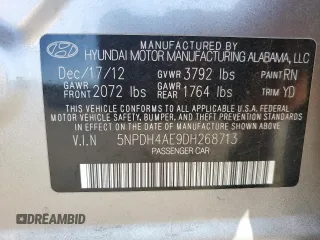 MANUFACTURED BY
HYUNDAI MOTOR MANUFACTURING ALABAMA, LLC
Dec/17/12 GVWR 3792 lbs PAINT RN
GAWR FRONT 2072 lbs GAWR REAR 1764 lbs TRIM YD
THIS VEHICLE CONFORMS TO ALL APPLICABLE
FEDERAL MOTOR VEHICLE SAFETY, BUMPER, AND
THEFT PREVENTION STANDARDS IN EFFECT ON
THE DATE OF MANUFACTURE SHOWN ABOVE.
V.I.N 5NPDH4AE9DH268713
PASSENGER CAR
DREAMBID